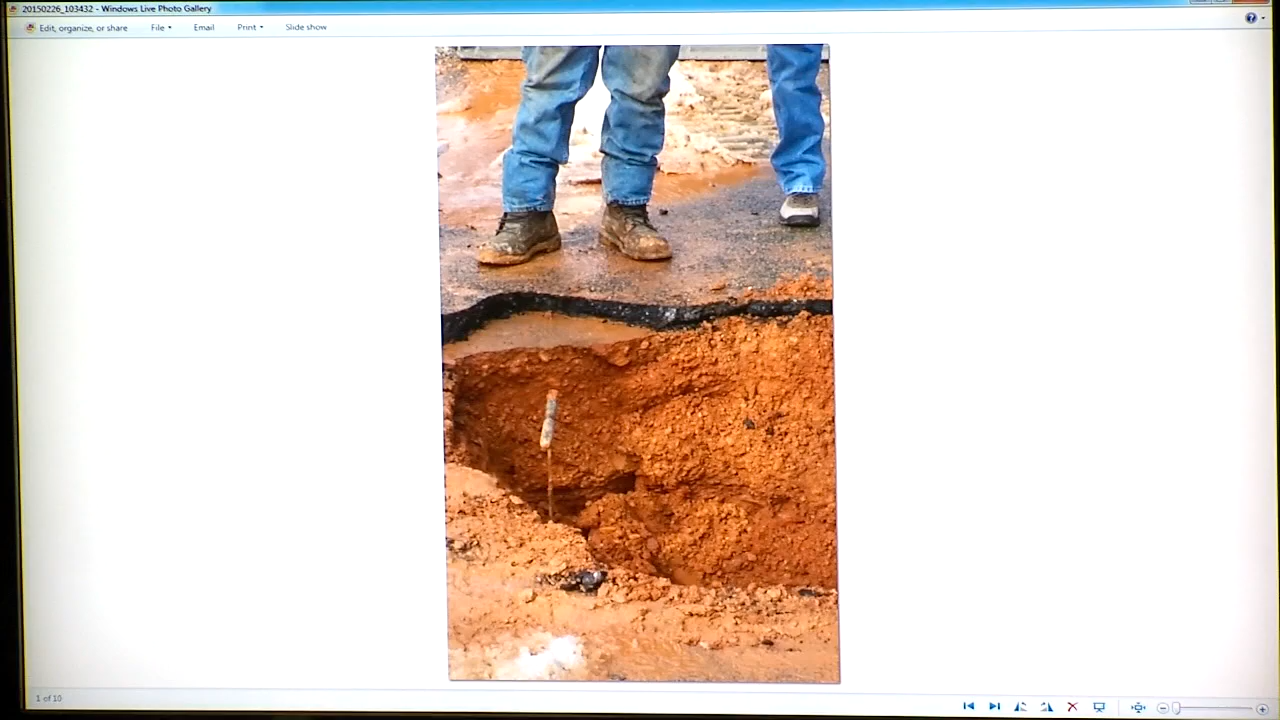 20150226_103432 - Windows Live Photo Gallery
Edit, organize, or share File Email Print Slide show
1 of 10